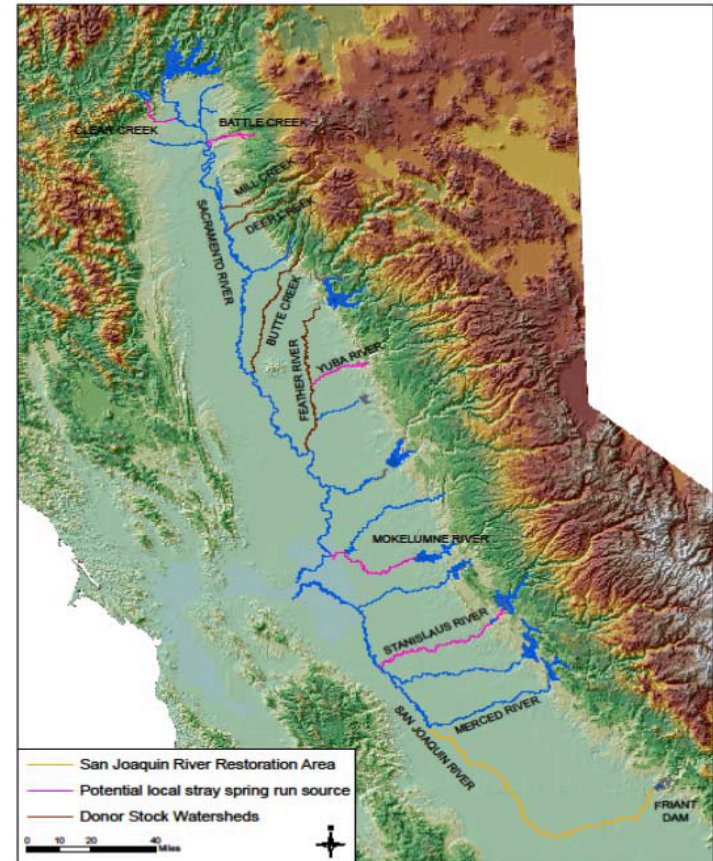 CLEAR CREEK
BATTLE CREEK
MILL CREEK
DEER CREEK
SACRAMENTO RIVER
BUTTE CREEK
FEATHER RIVER
YUBA RIVER
MOKELUMNE RIVER
STANISLAUS RIVER
MERCED RIVER
SAN JOAQUIN RIVER
FRIANT
DAM
San Joaquin River Restoration Area
Potential local stray spring run source
Donor Stock Watersheds
0 10 20 40
Miles